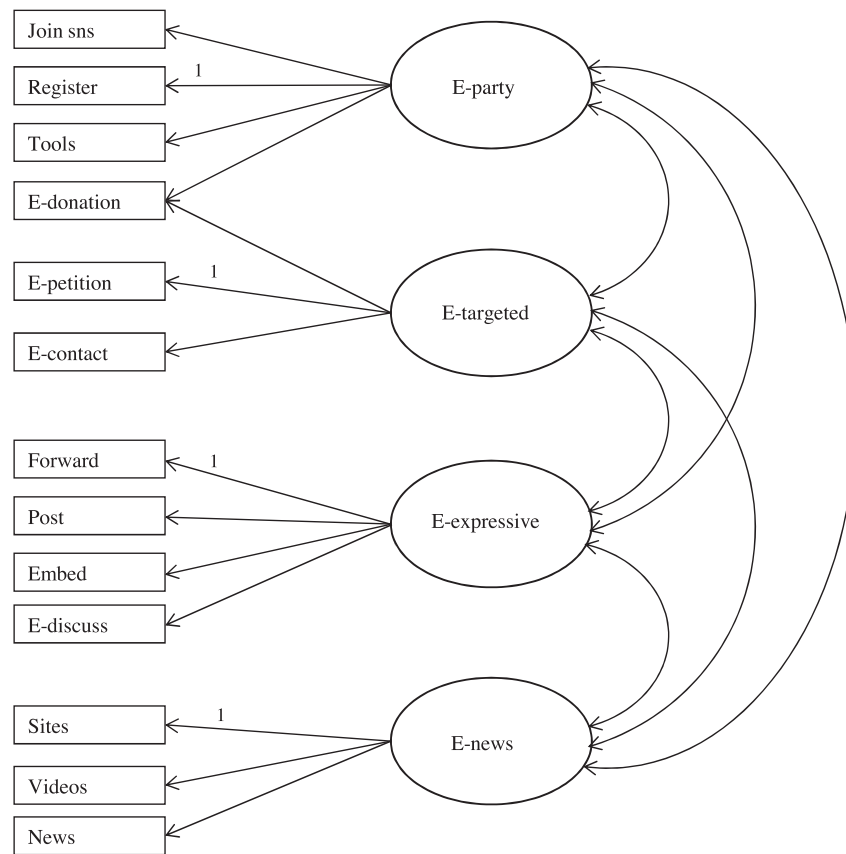 Join sns
1
Register
E-party
Tools
E-donation
1
E-petition
E-targeted
E-contact
Forward
1
Post
E-expressive
Embed
E-discuss
1
Sites
E-news
Videos
News